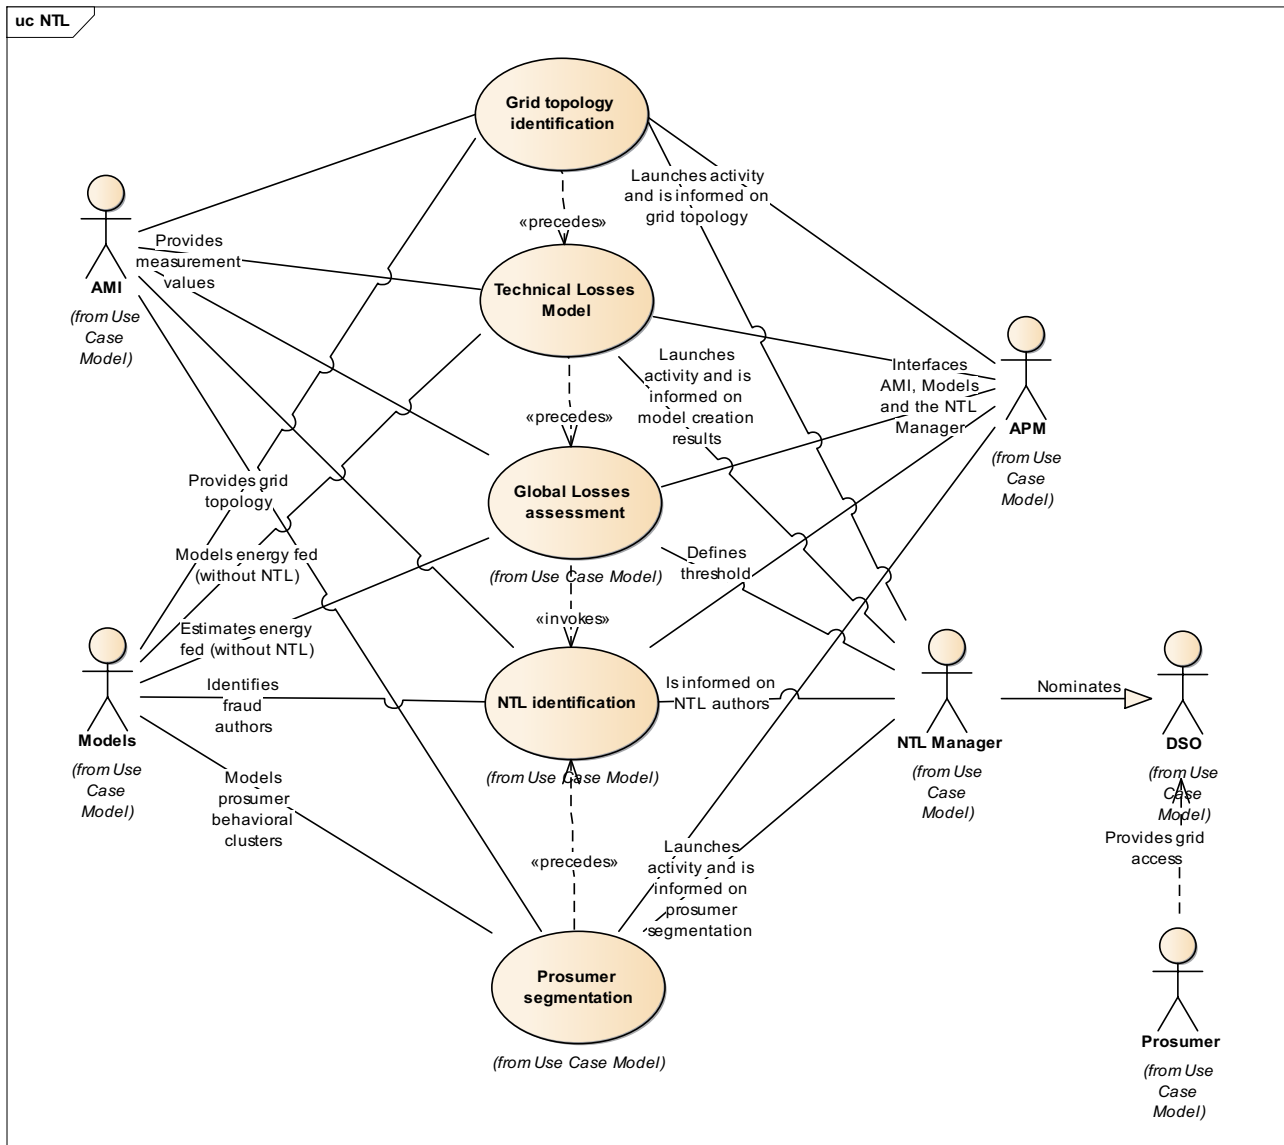 uc NTL
Grid topology
identification
Launches activity
and is informed on
grid topology
«precedes»
Provides
measurement
values
AMI
(from Use
Case
Model)
Technical Losses
Model
Launches
activity and is
informed on
model creation
results
Interfaces
AMI, Models
and the NTL
Manager
APM
(from Use
Case
Model)
«precedes»
Provides grid
topology
Global Losses
assessment
(from Use Case Model)
Models energy fed
(without NTL)
Defines
threshold
Estimates energy
fed (without NTL)
«invokes»
Identifies
fraud
authors
NTL identification
(from Use Case Model)
Is informed on
NTL authors
Models
(from Use
Case
Model)
NTL Manager
(from Use
Case
Model)
Nominates
DSO
(from Use
Case
Model)
Models
prosumer
behavioral
clusters
«precedes»
Launches
activity and is
informed on
prosumer
segmentation
Provides grid
access
Prosumer
segmentation
(from Use Case Model)
Prosumer
(from Use
Case
Model)